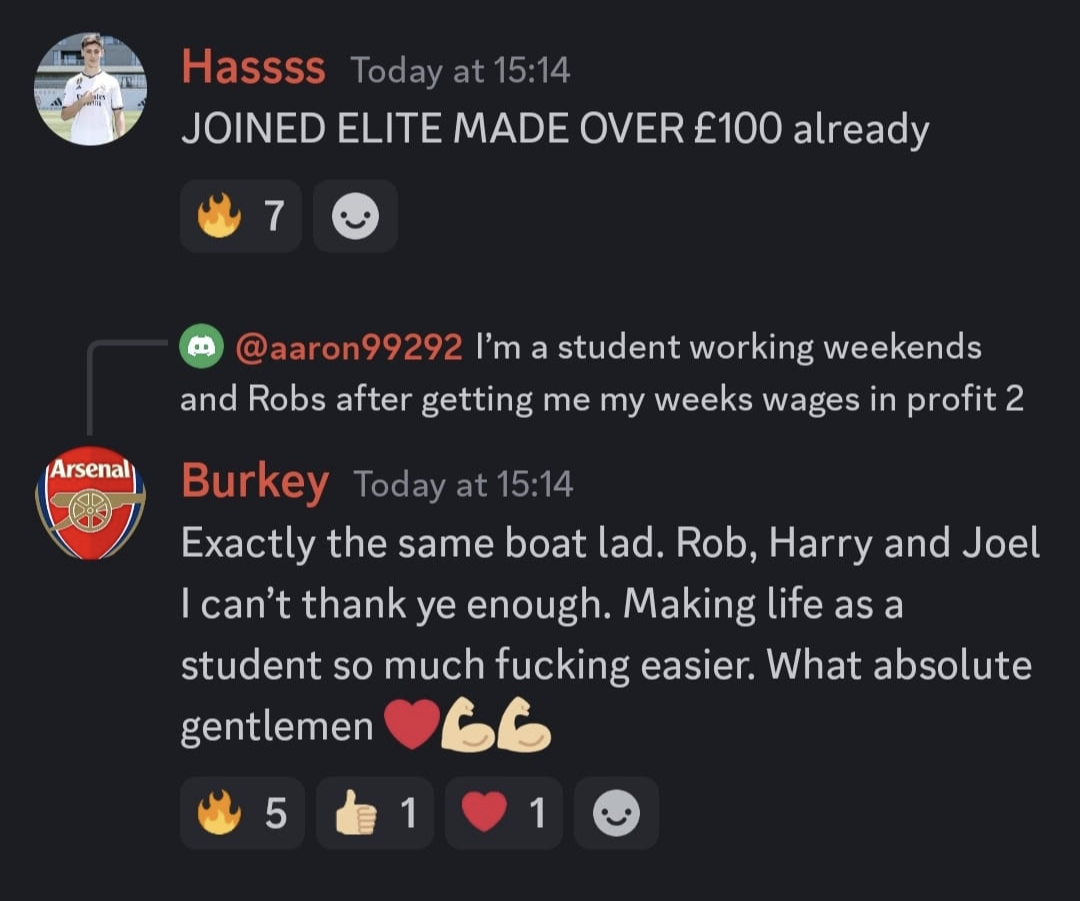 Hassss Today at 15:14
JOINED ELITE MADE OVER £100 already
🔥 7
@aaron99292 I'm a student working weekends
and Robs after getting me my weeks wages in profit 2
Arsenal
Burkey Today at 15:14
Exactly the same boat lad. Rob, Harry and Joel
I can't thank ye enough. Making life as a
student so much fucking easier. What absolute
gentlemen ❤️💪🏼💪🏼
🔥 5 👍🏼 1 ❤️ 1